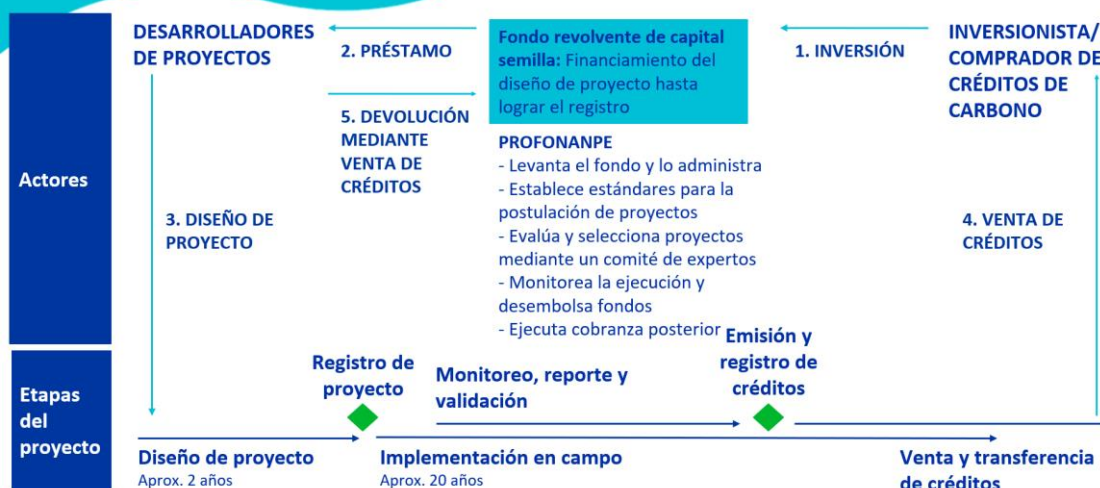 Actores
DESARROLLADORES
DE PROYECTOS
2. PRÉSTAMO
Fondo revolvente de capital
semilla: Financiamiento del
diseño de proyecto hasta
lograr el registro
1. INVERSIÓN
INVERSIONISTA/
COMPRADOR DE
CRÉDITOS DE
CARBONO
5. DEVOLUCIÓN
MEDIANTE
VENTA DE
CRÉDITOS
PROFONANPE
- Levanta el fondo y lo administra
- Establece estándares para la
postulación de proyectos
- Evalúa y selecciona proyectos
mediante un comité de expertos
- Monitorea la ejecución y
desembolsa fondos
- Ejecuta cobranza posterior
3. DISEÑO DE
PROYECTO
4. VENTA DE
CRÉDITOS
Etapas
del
proyecto
Registro de
proyecto
Monitoreo, reporte y
validación
Emisión y
registro de
créditos
Diseño de proyecto
Aprox. 2 años
Implementación en campo
Aprox. 20 años
Venta y transferencia
de créditos